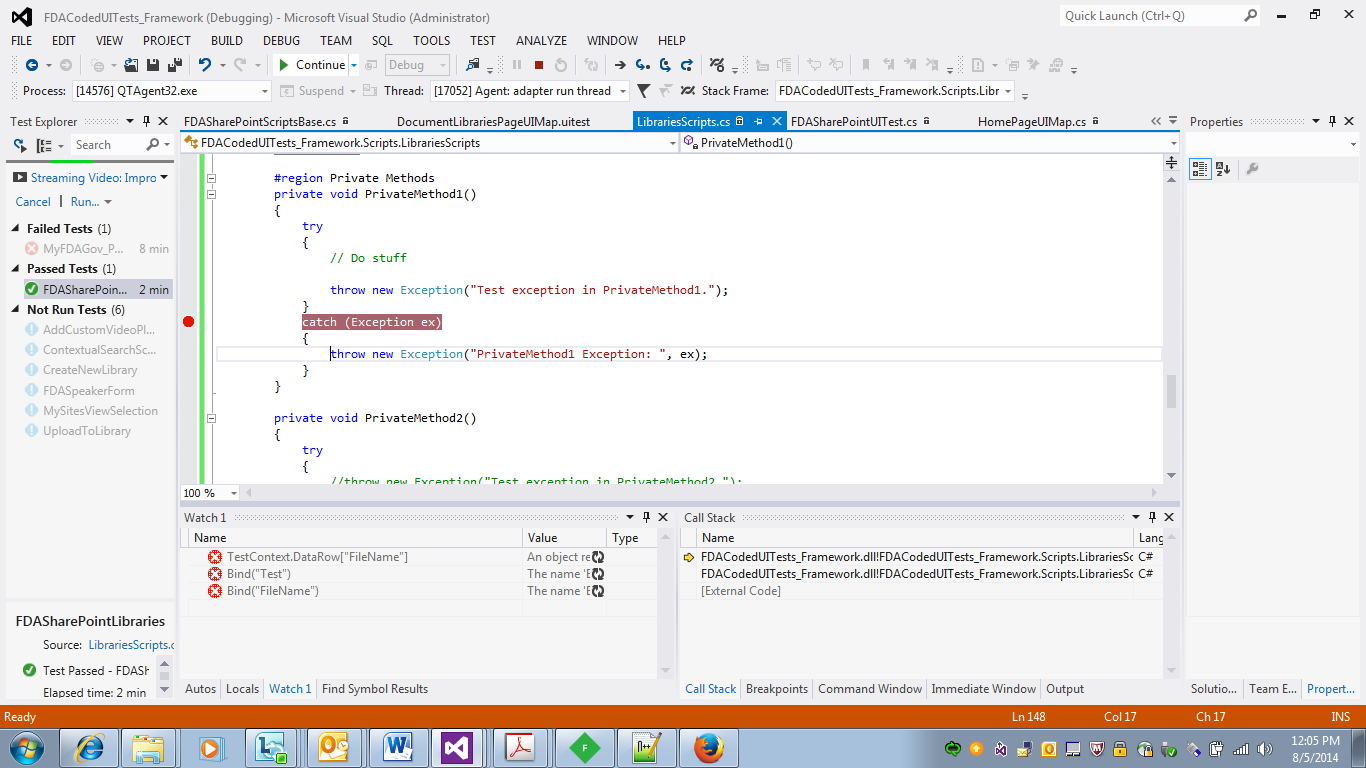 FDACodedUITests_Framework (Debugging) - Microsoft Visual Studio (Administrator)
Quick Launch (Ctrl+Q)
FILE EDIT VIEW PROJECT BUILD DEBUG TEAM SQL TOOLS TEST ANALYZE WINDOW HELP
Continue Debug
Process: [14576] QTAgent32.exe Suspend Thread: [17052] Agent: adapter run thread Stack Frame: FDACodedUITests_Framework.Scripts.Libr
Test Explorer
Search
Streaming Video: Impro
Cancel | Run...
Failed Tests (1)
MyFDAGov_P... 8 min
Passed Tests (1)
FDASharePoin... 2 min
Not Run Tests (6)
AddCustomVideoPl...
ContextualSearchSc...
CreateNewLibrary
FDASpeakerForm
MySitesViewSelection
UploadToLibrary
FDASharePointLibraries
Source: LibrariesScripts.c
Test Passed - FDASh
Elapsed time: 2 min
FDASharePointScriptsBase.cs DocumentLibrariesPageUIMap.uitest LibrariesScripts.cs FDASharePointUITest.cs HomePageUIMap.cs
FDACodedUITests_Framework.Scripts.LibrariesScripts PrivateMethod1()
#region Private Methods
private void PrivateMethod1()
{
try
{
// Do stuff
throw new Exception("Test exception in PrivateMethod1.");
}
catch (Exception ex)
{
throw new Exception("PrivateMethod1 Exception: ", ex);
}
}
private void PrivateMethod2()
{
try
{
//throw new Exception("Test exception in PrivateMethod2.");
100 %
Watch 1
Name Value Type
TestContext.DataRow["FileName"] An object re
Bind("Test") The name 'B
Bind("FileName") The name 'B
Autos Locals Watch 1 Find Symbol Results
Call Stack
Name Lang
FDACodedUITests_Framework.dll!FDACodedUITests_Framework.Scripts.LibrariesSc C#
FDACodedUITests_Framework.dll!FDACodedUITests_Framework.Scripts.LibrariesSc C#
[External Code]
Call Stack Breakpoints Command Window Immediate Window Output
Properties
Solutio... Team E... Propert...
Ready Ln 148 Col 17 Ch 17 INS
12:05 PM
8/5/2014